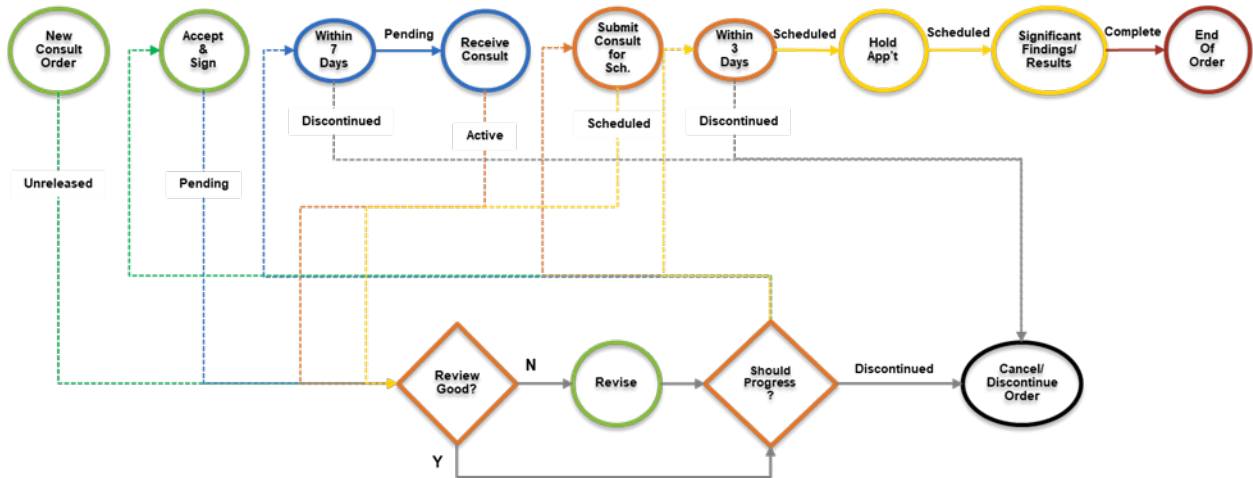 New
Consult
Order
Accept
&
Sign
Within
7
Days
Pending
Receive
Consult
Submit
Consult
for
Sch.
Within
3
Days
Scheduled
Hold
App't
Scheduled
Significant
Findings/
Results
Complete
End
Of
Order
Discontinued
Active
Scheduled
Discontinued
Unreleased
Pending
Review
Good?
N
Revise
Should
Progress
?
Discontinued
Cancel/
Discontinue
Order
Y